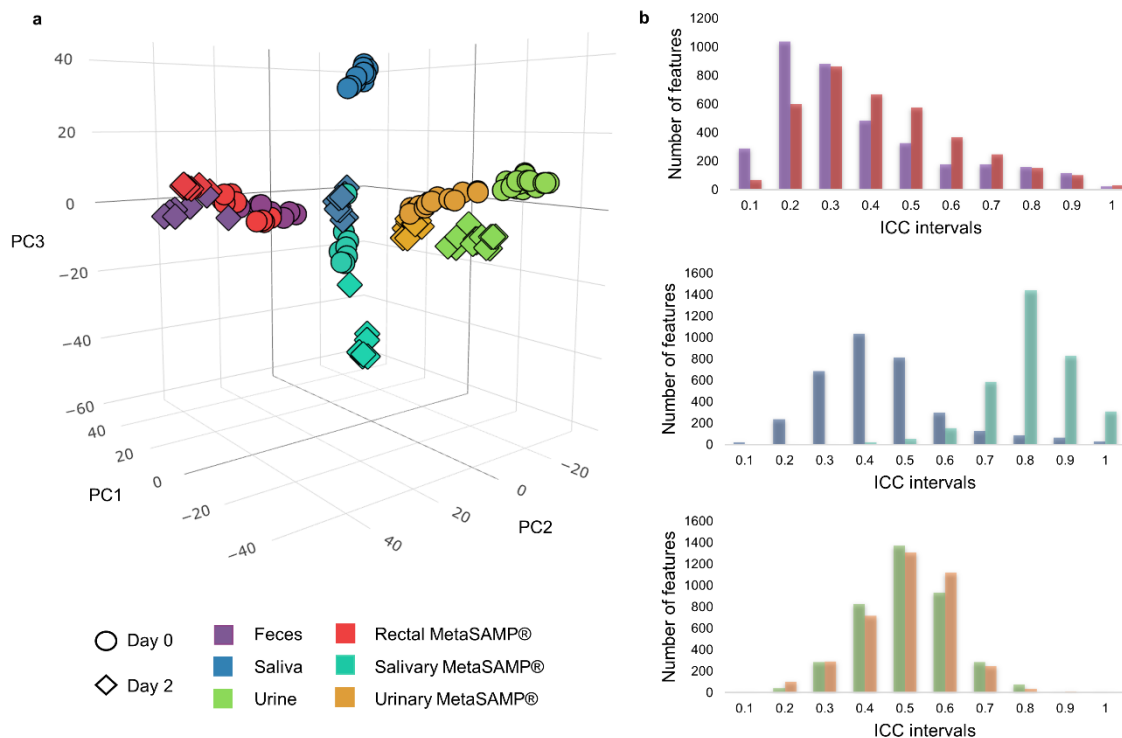 a
40
20
0
−20
−40
−60
40
20
0
−20
−40
40
20
0
−20
PC3
PC1
PC2
Day 0
Day 2
Feces
Saliva
Urine
Rectal MetaSAMP®
Salivary MetaSAMP®
Urinary MetaSAMP®
b
Number of features
1200
1000
800
600
400
200
0
0.1 0.2 0.3 0.4 0.5 0.6 0.7 0.8 0.9 1
ICC intervals
Number of features
1600
1400
1200
1000
800
600
400
200
0
0.1 0.2 0.3 0.4 0.5 0.6 0.7 0.8 0.9 1
ICC intervals
Number of features
1600
1400
1200
1000
800
600
400
200
0
0.1 0.2 0.3 0.4 0.5 0.6 0.7 0.8 0.9 1
ICC intervals